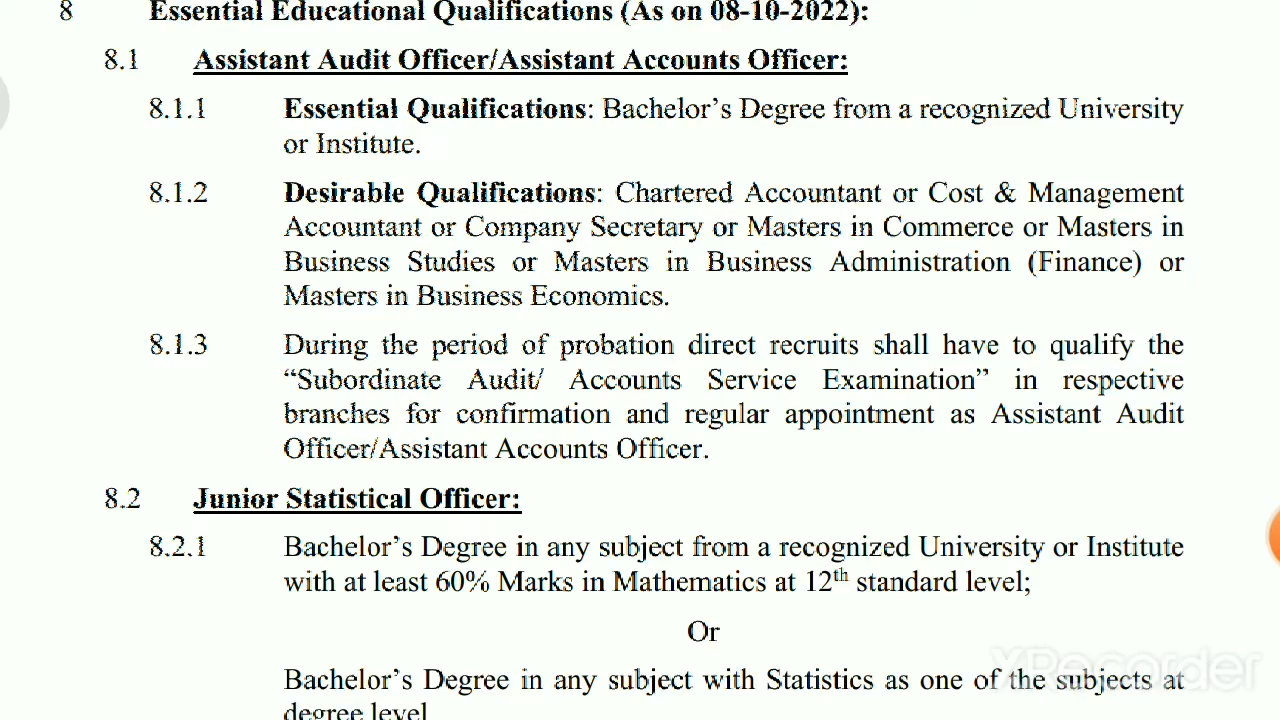 8 Essential Educational Qualifications (As on 08-10-2022):
8.1 Assistant Audit Officer/Assistant Accounts Officer:
8.1.1 Essential Qualifications: Bachelor’s Degree from a recognized University
or Institute.
8.1.2 Desirable Qualifications: Chartered Accountant or Cost & Management
Accountant or Company Secretary or Masters in Commerce or Masters in
Business Studies or Masters in Business Administration (Finance) or
Masters in Business Economics.
8.1.3 During the period of probation direct recruits shall have to qualify the
“Subordinate Audit/ Accounts Service Examination” in respective
branches for confirmation and regular appointment as Assistant Audit
Officer/Assistant Accounts Officer.
8.2 Junior Statistical Officer:
8.2.1 Bachelor’s Degree in any subject from a recognized University or Institute
with at least 60% Marks in Mathematics at 12th standard level;
Or
Bachelor’s Degree in any subject with Statistics as one of the subjects at
degree level
XRecorder